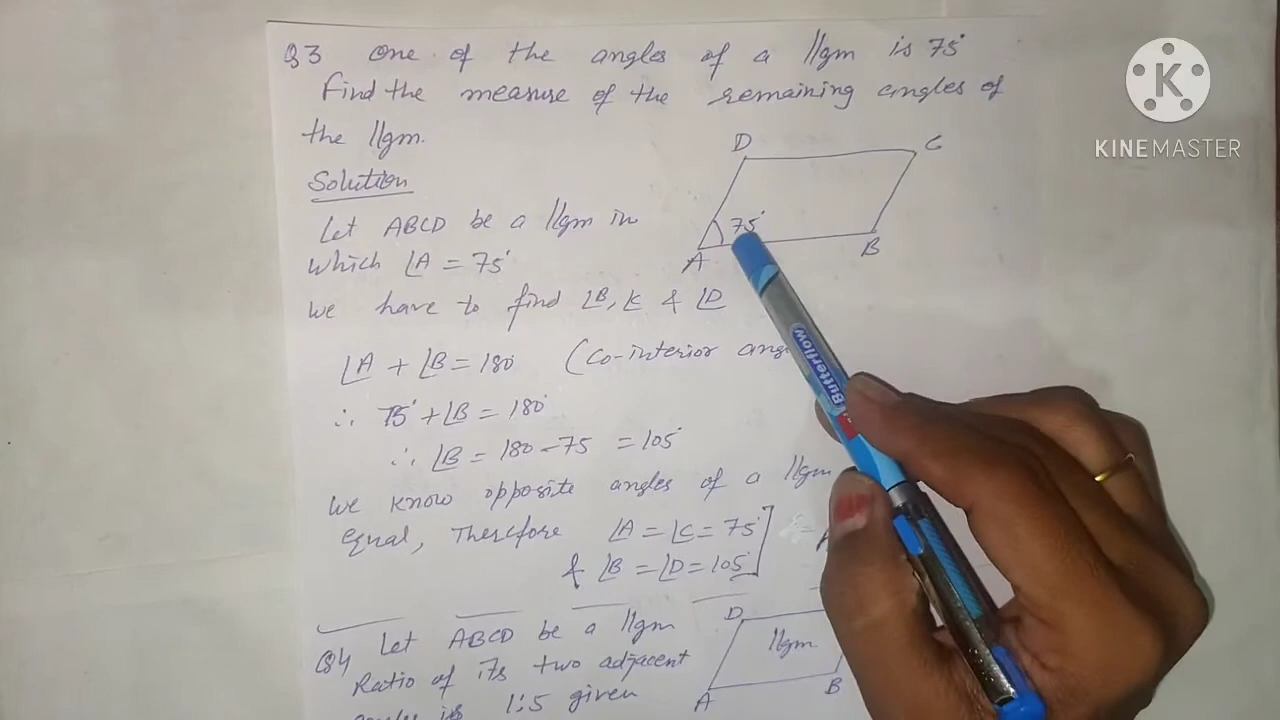 Q3 One of the angles of a llgm is 75°
Find the measure of the remaining angles of
the llgm.
Solution
Let ABCD be a llgm in
which ∠A = 75°
We have to find ∠B, ∠C & ∠D
∠A + ∠B = 180° (Co-interior
∴ 75° + ∠B = 180°
∴ ∠B = 180 - 75 = 105°
We know opposite angles of a llgm
equal, Therefore ∠A = ∠C = 75°
& ∠B = ∠D = 105°
D C
75°
A B
Q4 Let ABCD be a llgm
Ratio of its two adjacent
angles is 1:5 given
D
llgm
A B
K
KINEMASTER
Butterflow